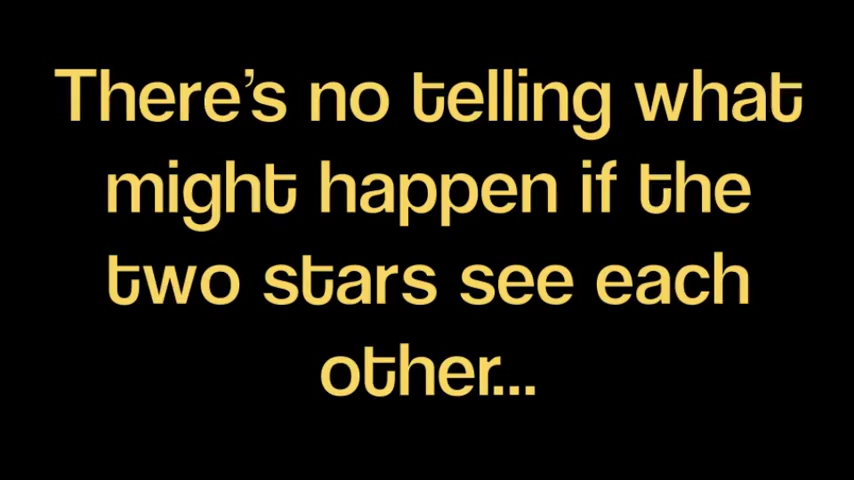 There’s no telling what
might happen if the
two stars see each
other...